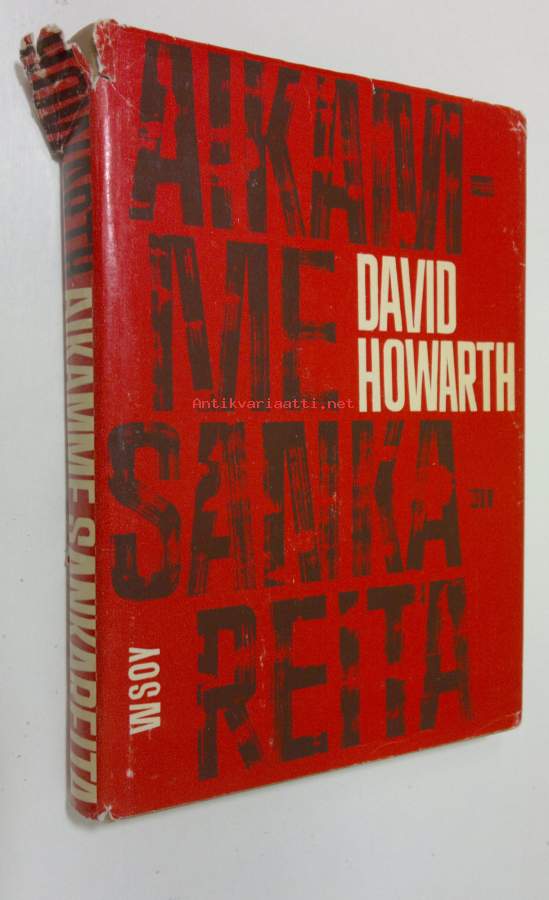 AIKAM=
ME
DAVID
HOWARTH
SANKA=
REITA
WSOY
AIKAMME SANKAREITA
Antikvariaatti.net